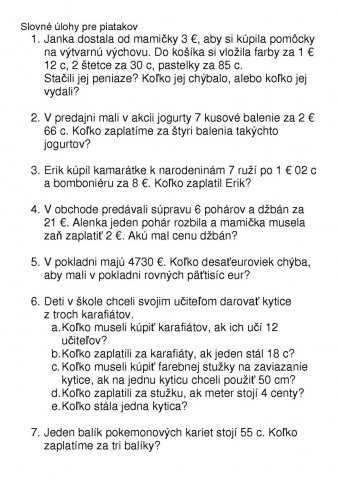 Slovné úlohy pre piatakov
1. Janka dostala od mamičky 3 €, aby si kúpila pomôcky
na výtvarnú výchovu. Do košíka si vložila farby za 1 €
12 c, 2 štetce za 30 c, pastelky za 85 c.
Stačili jej peniaze? Koľko jej chýbalo, alebo koľko jej
vydali?
2. V predajni mali v akcii jogurty 7 kusové balenie za 2 €
66 c. Koľko zaplatíme za štyri balenia takýchto
jogurtov?
3. Erik kúpil kamarátke k narodeninám 7 ruží po 1 € 02 c
a bomboniéru za 8 €. Koľko zaplatil Erik?
4. V obchode predávali súpravu 6 pohárov a džbán za
21 €. Alenka jeden pohár rozbila a mamička musela
zaň zaplatiť 2 €. Akú mal cenu džbán?
5. V pokladni majú 4730 €. Koľko desaťeuroviek chýba,
aby mali v pokladni rovných päťtisíc eur?
6. Deti v škole chceli svojim učiteľom darovať kytice
z troch karafiátov.
a. Koľko museli kúpiť karafiátov, ak ich učí 12
učiteľov?
b. Koľko zaplatili za karafiáty, ak jeden stál 18 c?
c. Koľko museli kúpiť farebnej stužky na zaviazanie
kytice, ak na jednu kyticu chceli použiť 50 cm?
d. Koľko zaplatili za stužku, ak meter stojí 4 centy?
e. Koľko stála jedna kytica?
7. Jeden balík pokemonových kariet stojí 55 c. Koľko
zaplatíme za tri balíky?